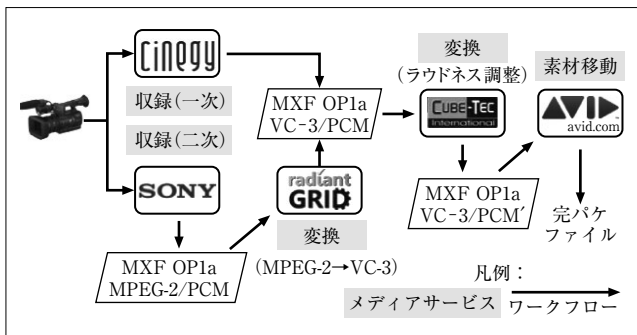 cinegy
収録(一次)
収録(二次)
SONY
MXF OP1a
MPEG-2/PCM
radiant
GRID
変換
(MPEG-2→VC-3)
MXF OP1a
VC-3/PCM
変換
(ラウドネス調整)
CUBE-TEC
International
MXF OP1a
VC-3/PCM′
素材移動
AVID
avid.com
完パケ
ファイル
凡例：
メディアサービス
ワークフロー